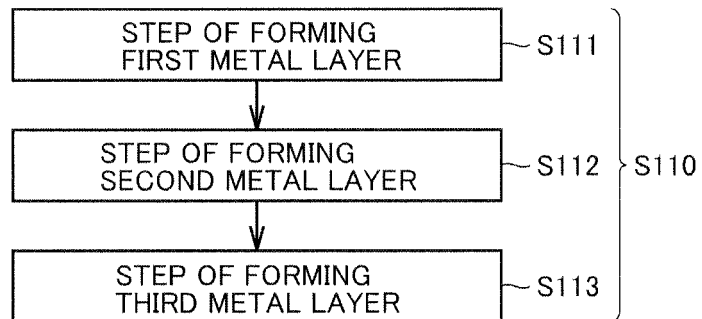 STEP OF FORMING
FIRST METAL LAYER
S111
STEP OF FORMING
SECOND METAL LAYER
S112
S110
STEP OF FORMING
THIRD METAL LAYER
S113